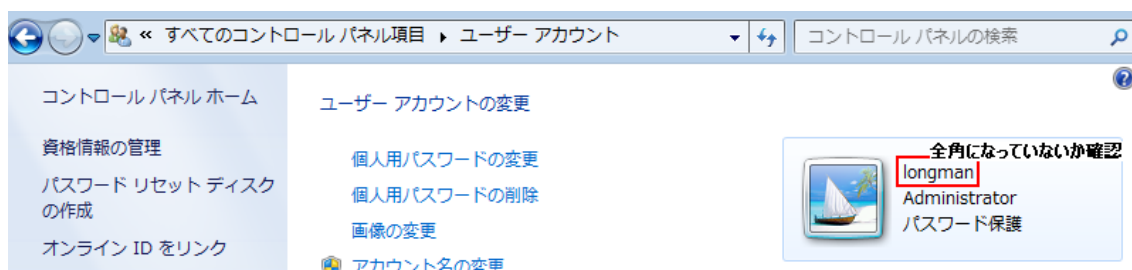 « すべてのコントロール パネル項目 ▸ ユーザー アカウント
コントロール パネルの検索
コントロール パネル ホーム
資格情報の管理
パスワード リセット ディスク
の作成
オンライン ID をリンク
ユーザー アカウントの変更
個人用パスワードの変更
個人用パスワードの削除
画像の変更
アカウント名の変更
全角になっていないか確認
longman
Administrator
パスワード保護